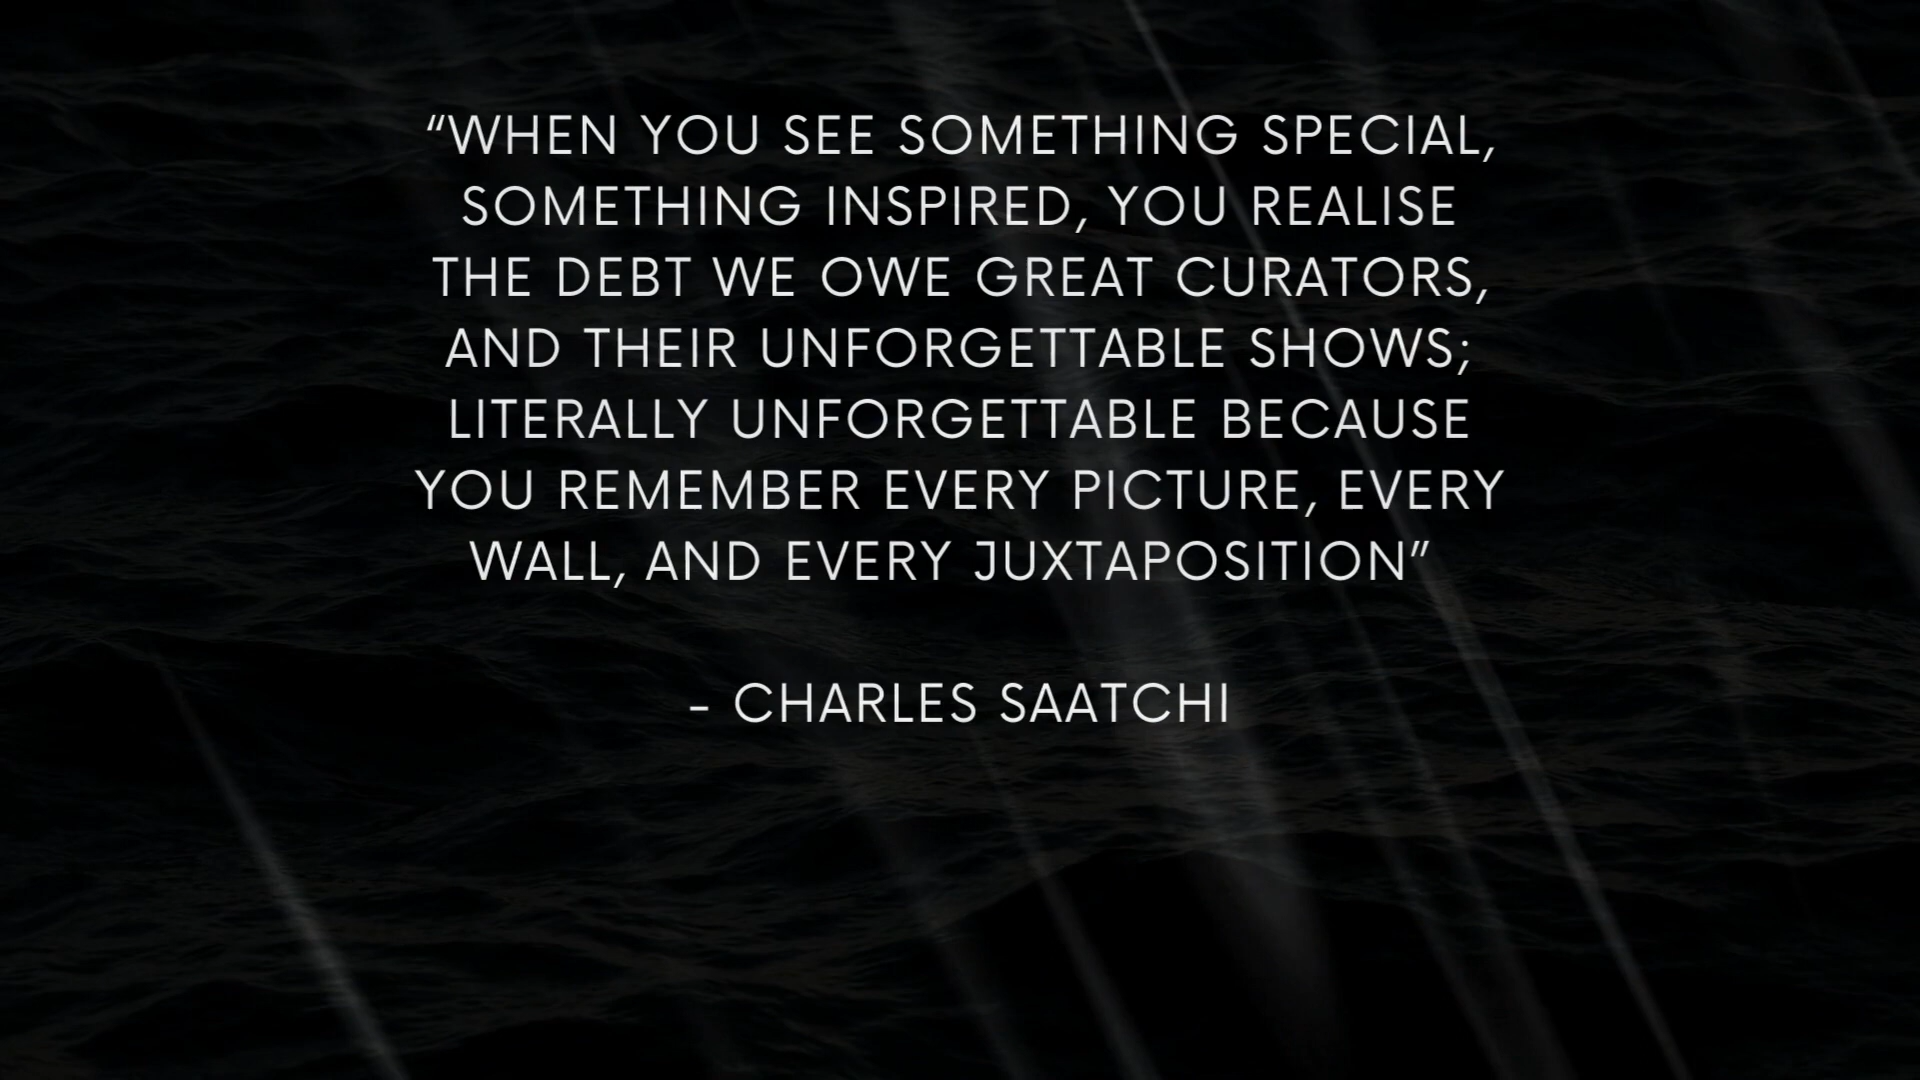 “WHEN YOU SEE SOMETHING SPECIAL,
SOMETHING INSPIRED, YOU REALISE
THE DEBT WE OWE GREAT CURATORS,
AND THEIR UNFORGETTABLE SHOWS;
LITERALLY UNFORGETTABLE BECAUSE
YOU REMEMBER EVERY PICTURE, EVERY
WALL, AND EVERY JUXTAPOSITION”
- CHARLES SAATCHI